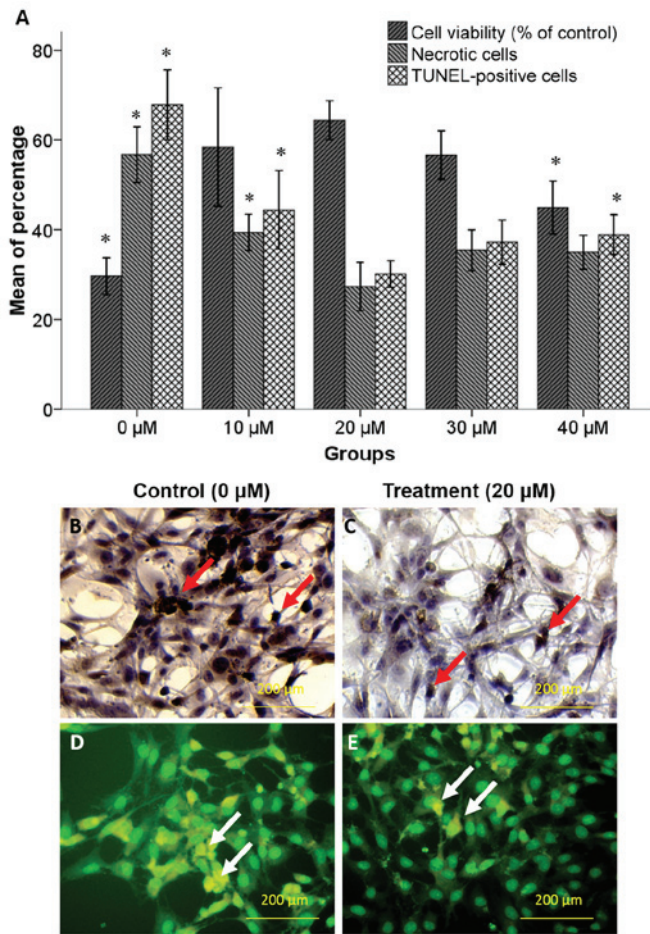 A
Cell viability (% of control)
Necrotic cells
TUNEL-positive cells
80
60
40
20
0
Mean of percentage
* * * * * * *
0 µM 10 µM 20 µM 30 µM 40 µM
Groups
Control (0 µM) Treatment (20 µM)
B C
200 µm 200 µm
D E
200 µm 200 µm